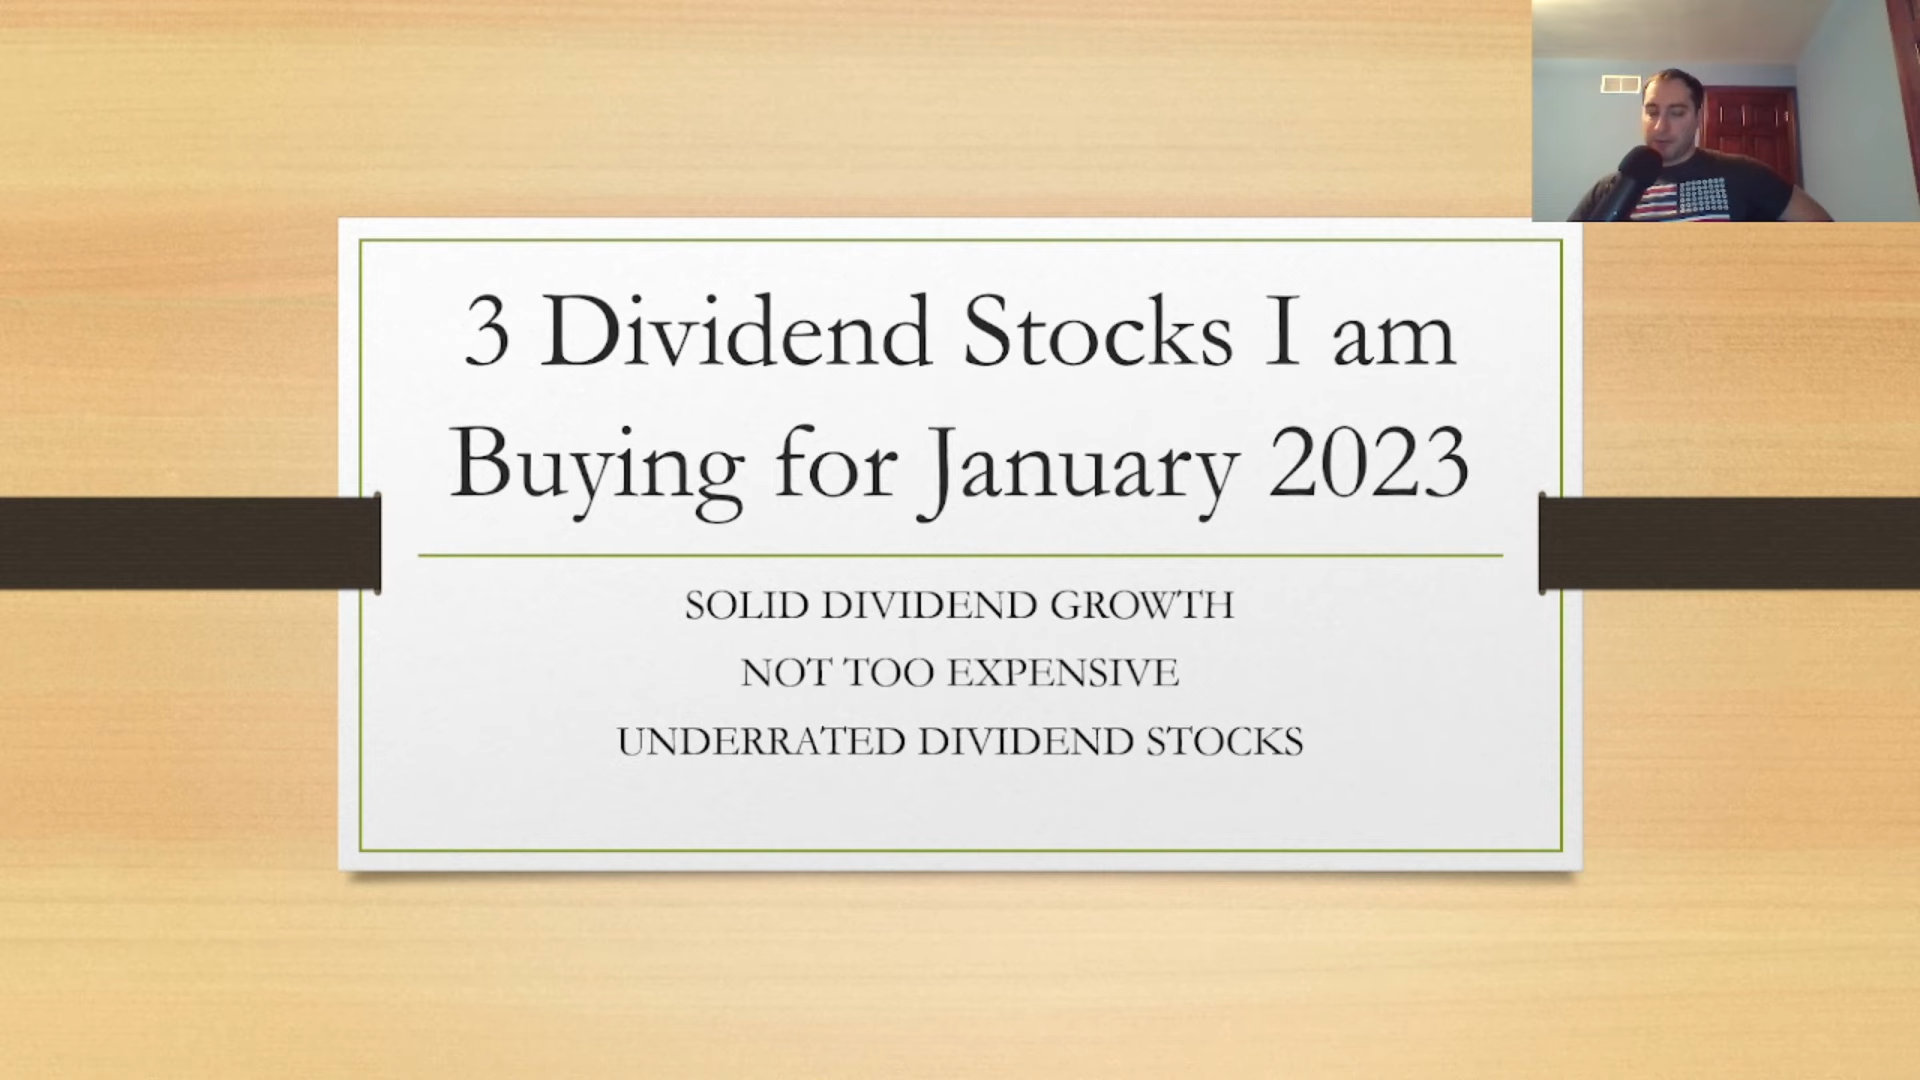 3 Dividend Stocks I am
Buying for January 2023
SOLID DIVIDEND GROWTH
NOT TOO EXPENSIVE
UNDERRATED DIVIDEND STOCKS